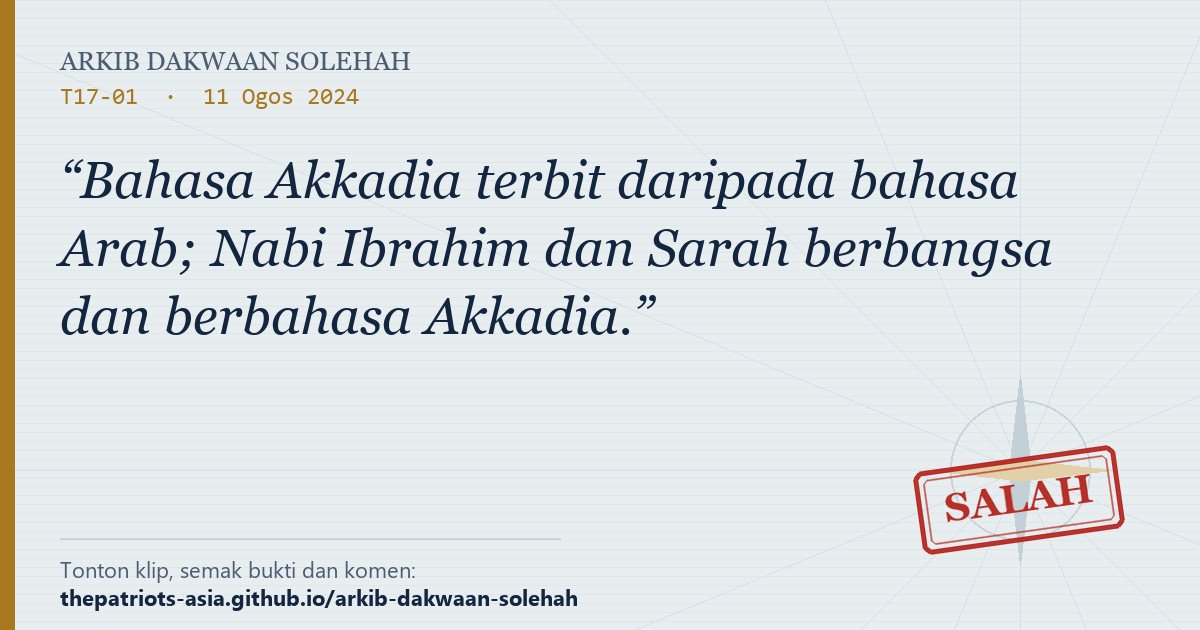 ARKIB DAKWAAN SOLEHAH
T17-01 · 11 Ogos 2024
“Bahasa Akkadia terbit daripada bahasa
Arab; Nabi Ibrahim dan Sarah berbangsa
dan berbahasa Akkadia.”
SALAH
Tonton klip, semak bukti dan komen:
thepatriots-asia.github.io/arkib-dakwaan-solehah